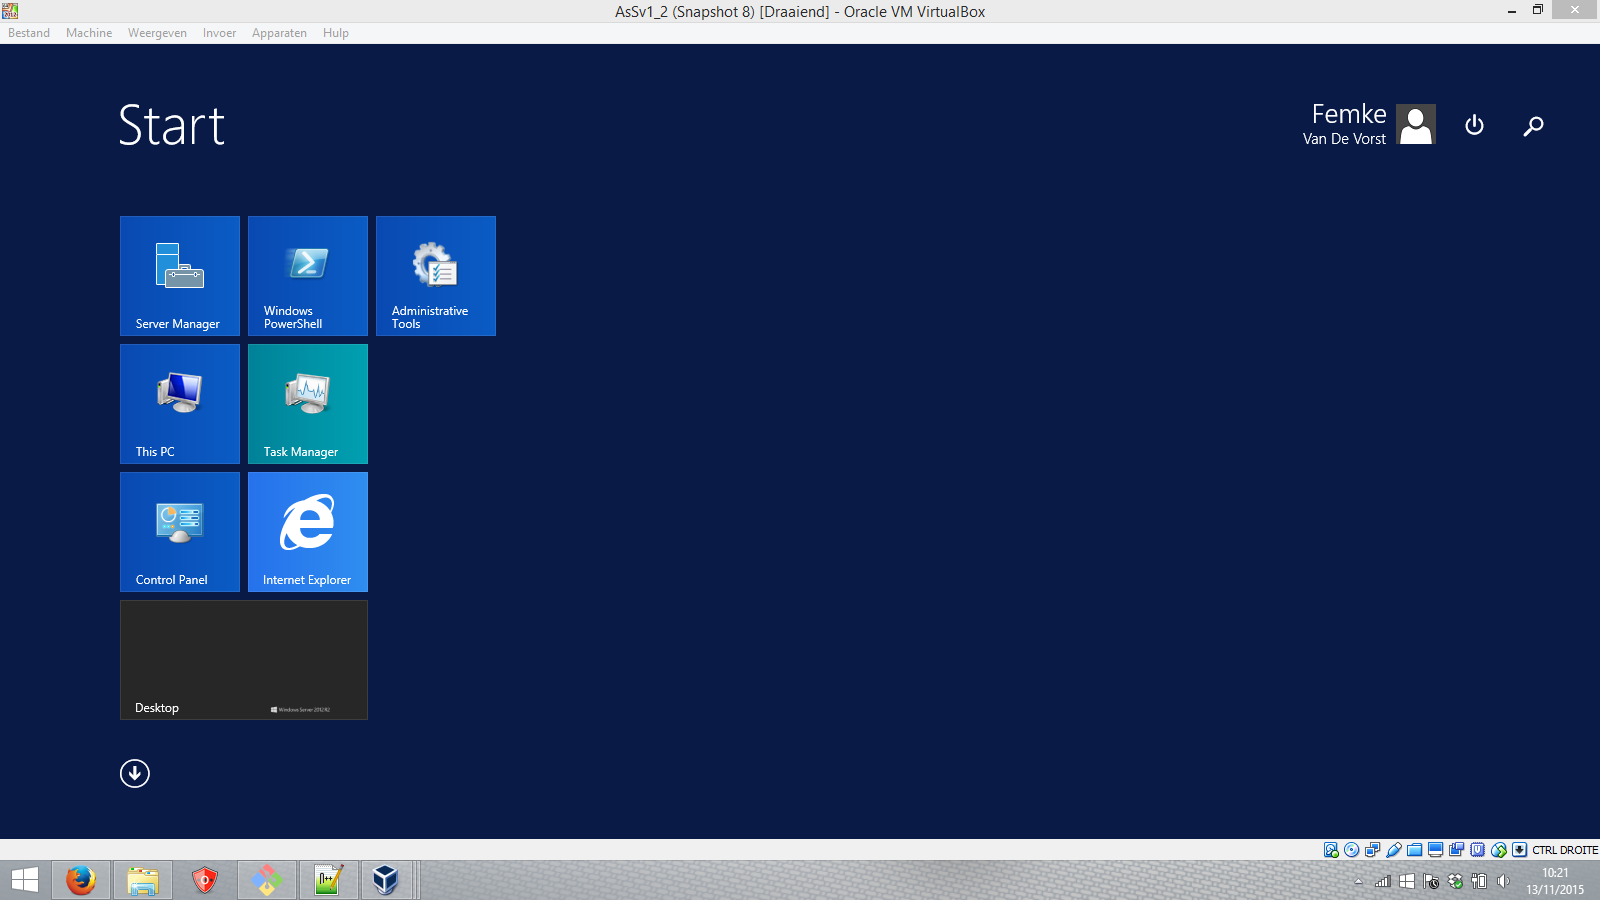 AsSv1_2 (Snapshot 8) [Draaiend] - Oracle VM VirtualBox
Bestand Machine Weergeven Invoer Apparaten Hulp
Start
Femke
Van De Vorst
Server Manager
Windows
PowerShell
Administrative
Tools
This PC
Task Manager
Control Panel
Internet Explorer
Desktop
Windows Server 2012 R2
CTRL DROITE
10:21
13/11/2015